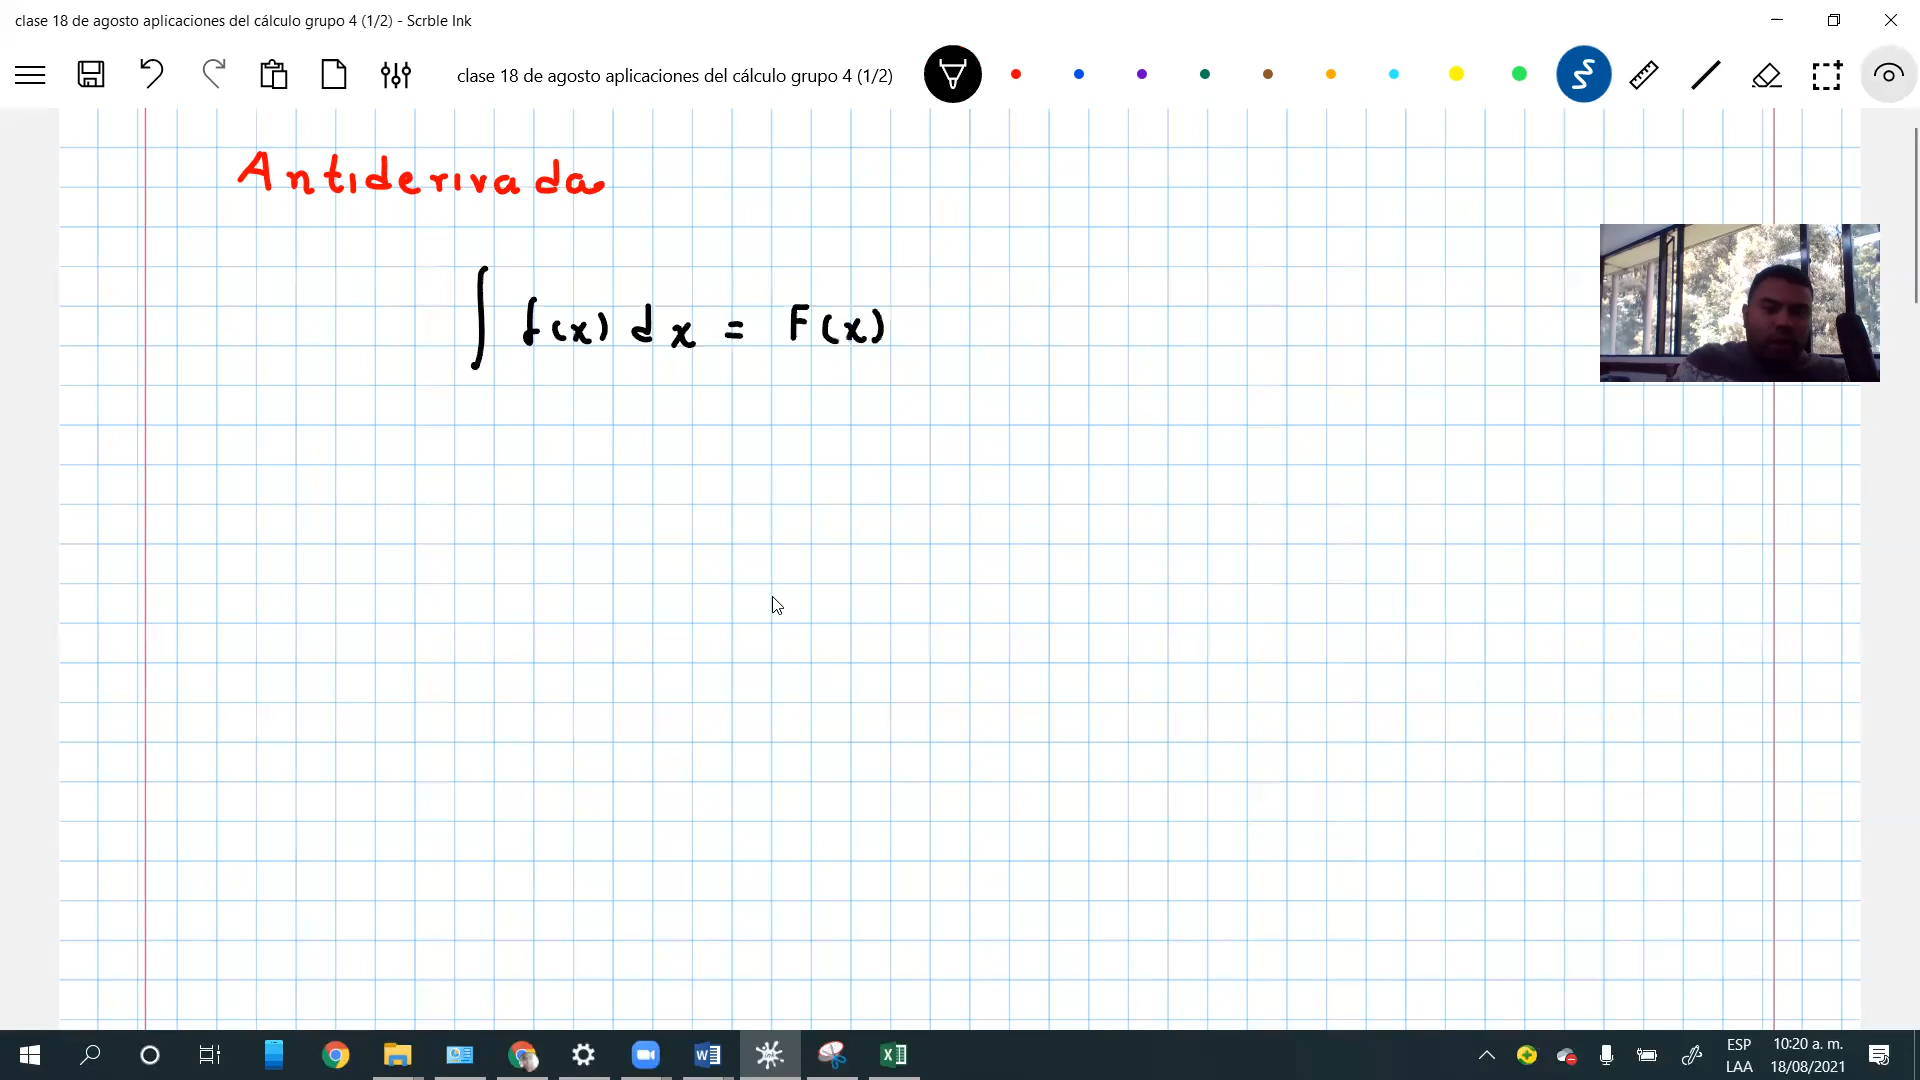 clase 18 de agosto aplicaciones del cálculo grupo 4 (1/2) - Scrble Ink
clase 18 de agosto aplicaciones del cálculo grupo 4 (1/2)
Antiderivada
∫ f(x) dx = F(x)
ESP 10:20 a. m.
LAA 18/08/2021